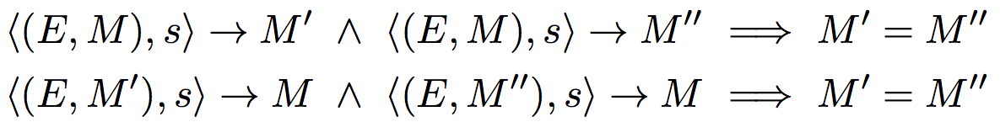 ⟨(E, M), s⟩ → M′ ∧ ⟨(E, M), s⟩ → M″ ⟹ M′ = M″
⟨(E, M′), s⟩ → M ∧ ⟨(E, M″), s⟩ → M ⟹ M′ = M″